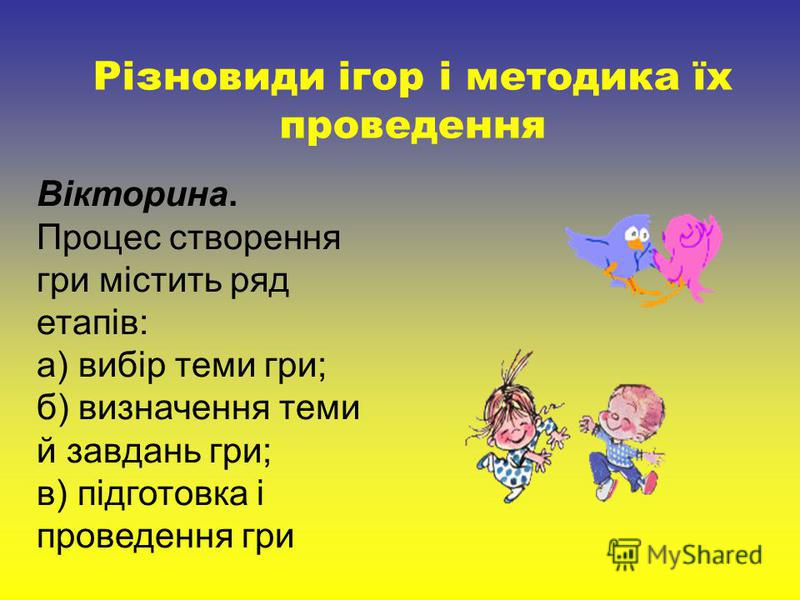 Різновиди ігор і методика їх
проведення
Вікторина.
Процес створення
гри містить ряд
етапів:
а) вибір теми гри;
б) визначення теми
й завдань гри;
в) підготовка і
проведення гри
MyShared